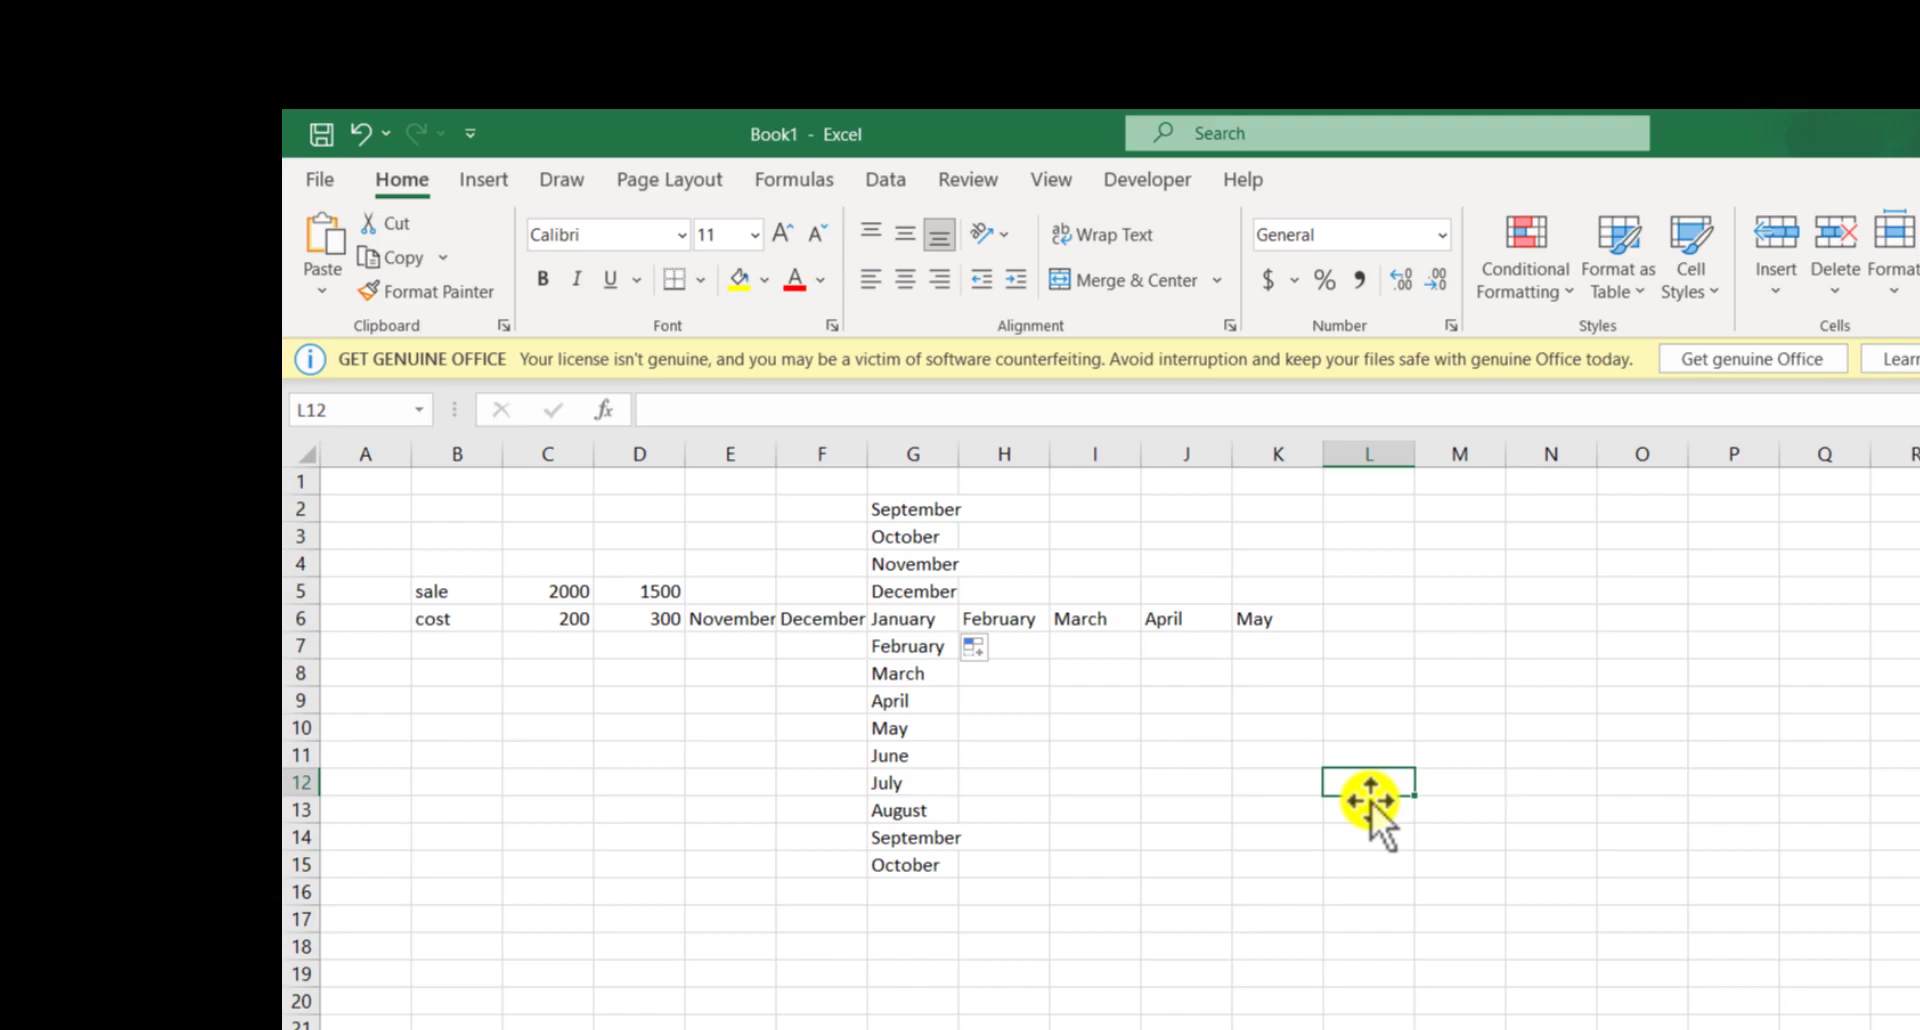 Book1 - Excel
Search
File Home Insert Draw Page Layout Formulas Data Review View Developer Help
Paste
Cut
Copy
Format Painter
Clipboard
Calibri 11
B I U A
Font
Wrap Text
Merge & Center
Alignment
General
$ % 9
Number
Conditional Formatting
Format as Table
Cell Styles
Styles
Insert Delete Format
Cells
GET GENUINE OFFICE Your license isn't genuine, and you may be a victim of software counterfeiting. Avoid interruption and keep your files safe with genuine Office today. Get genuine Office Lear
L12 fx
A B C D E F G H I J K L M N O P Q R
1
2 September
3 October
4 November
5 sale 2000 1500 December
6 cost 200 300 November December January February March April May
7 February
8 March
9 April
10 May
11 June
12 July
13 August
14 September
15 October
16
17
18
19
20
21